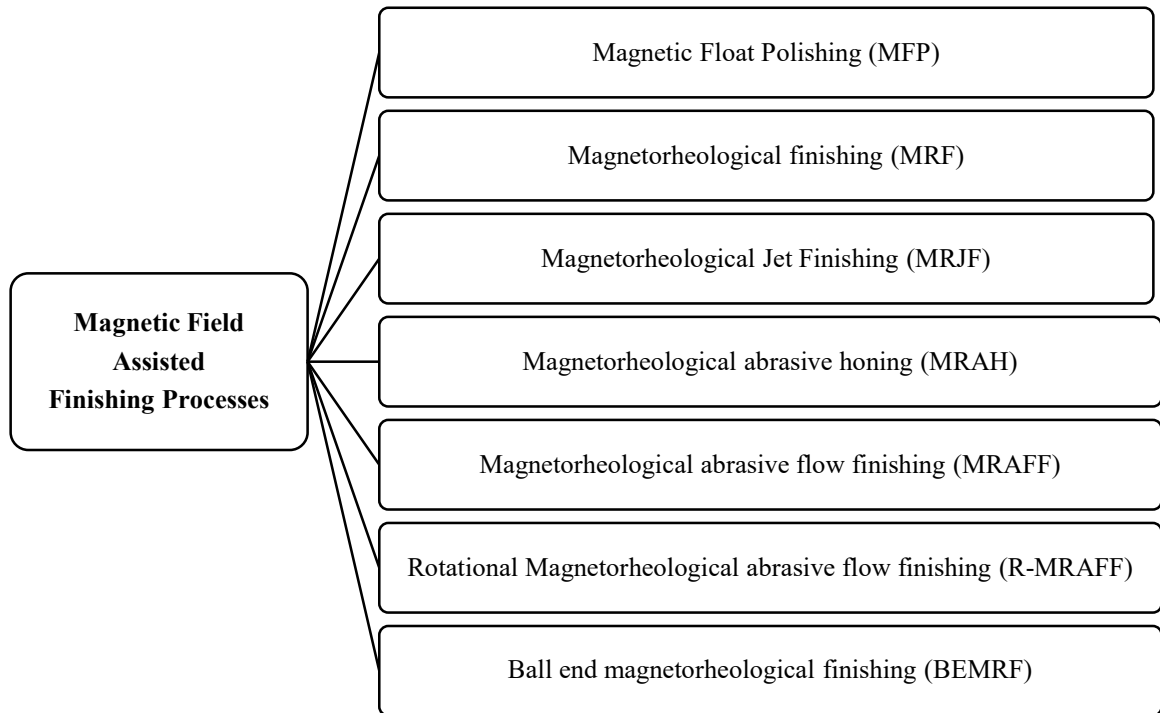 Magnetic Float Polishing (MFP)
Magnetorheological finishing (MRF)
Magnetorheological Jet Finishing (MRJF)
Magnetic Field
Assisted
Finishing Processes
Magnetorheological abrasive honing (MRAH)
Magnetorheological abrasive flow finishing (MRAFF)
Rotational Magnetorheological abrasive flow finishing (R-MRAFF)
Ball end magnetorheological finishing (BEMRF)